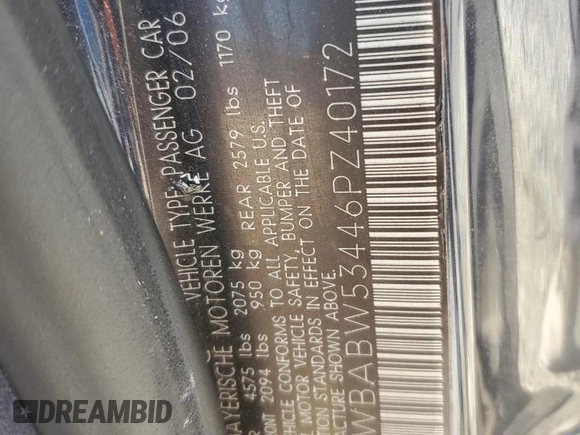 VEHICLE TYPE: PASSENGER CAR
BAYERISCHE MOTOREN WERKE AG 02/06
4575 lbs 2075 kg REAR 2579 lbs 1170 kg
2094 lbs 950 kg
VEHICLE CONFORMS TO ALL APPLICABLE U.S.
MOTOR VEHICLE SAFETY, BUMPER AND THEFT
STANDARDS IN EFFECT ON THE DATE OF
SHOWN ABOVE.
WBABW53446PZ40172
DREAMBID